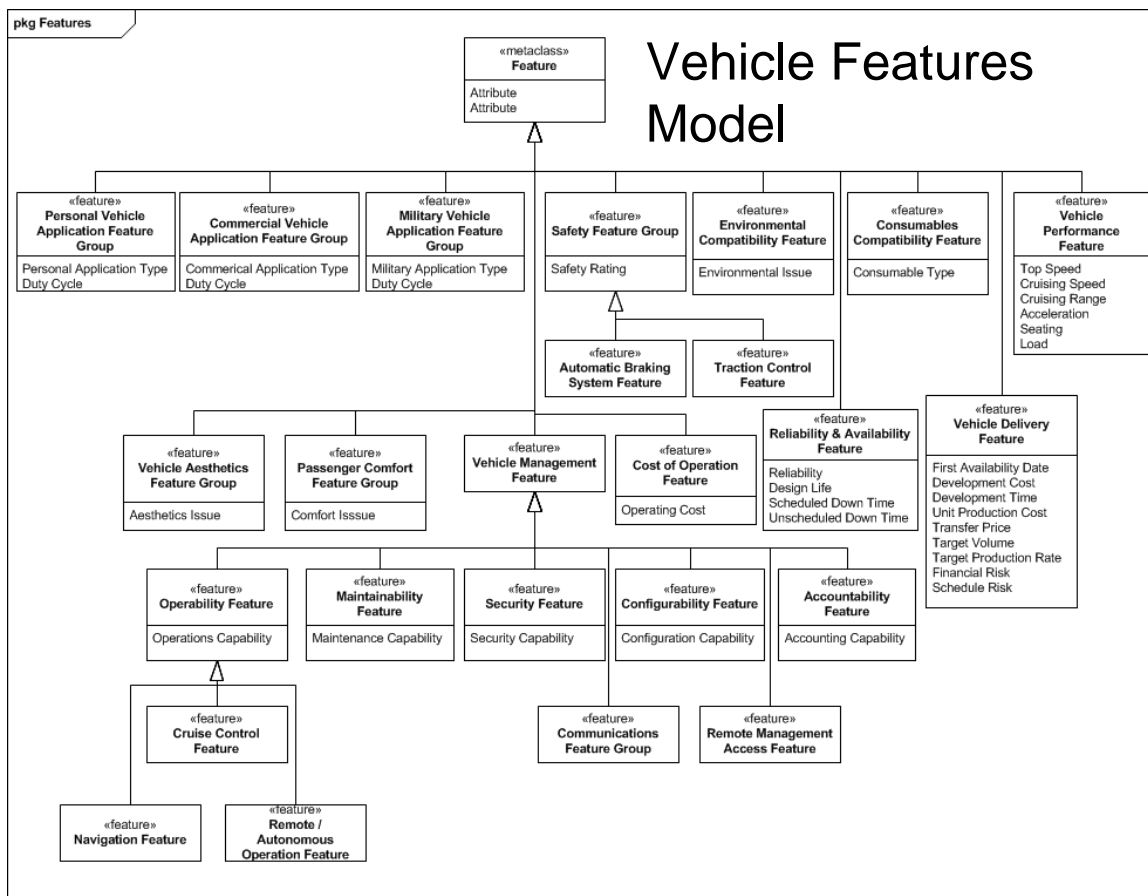 pkg Features
Vehicle Features
Model
«metaclass»
Feature
Attribute
Attribute
«feature»
Personal Vehicle
Application Feature
Group
Personal Application Type
Duty Cycle
«feature»
Commercial Vehicle
Application Feature Group
Commerical Application Type
Duty Cycle
«feature»
Military Vehicle
Application Feature
Group
Military Application Type
Duty Cycle
«feature»
Safety Feature Group
Safety Rating
«feature»
Environmental
Compatibility Feature
Environmental Issue
«feature»
Consumables
Compatibility Feature
Consumable Type
«feature»
Vehicle
Performance
Feature
Top Speed
Cruising Speed
Cruising Range
Acceleration
Seating
Load
«feature»
Automatic Braking
System Feature
«feature»
Traction Control
Feature
«feature»
Vehicle Aesthetics
Feature Group
Aesthetics Issue
«feature»
Passenger Comfort
Feature Group
Comfort Isssue
«feature»
Vehicle Management
Feature
«feature»
Cost of Operation
Feature
Operating Cost
«feature»
Reliability & Availability
Feature
Reliability
Design Life
Scheduled Down Time
Unscheduled Down Time
«feature»
Vehicle Delivery
Feature
First Availability Date
Development Cost
Development Time
Unit Production Cost
Transfer Price
Target Volume
Target Production Rate
Financial Risk
Schedule Risk
«feature»
Operability Feature
Operations Capability
«feature»
Maintainability
Feature
Maintenance Capability
«feature»
Security Feature
Security Capability
«feature»
Configurability Feature
Configuration Capability
«feature»
Accountability
Feature
Accounting Capability
«feature»
Cruise Control
Feature
«feature»
Communications
Feature Group
«feature»
Remote Management
Access Feature
«feature»
Navigation Feature
«feature»
Remote /
Autonomous
Operation Feature